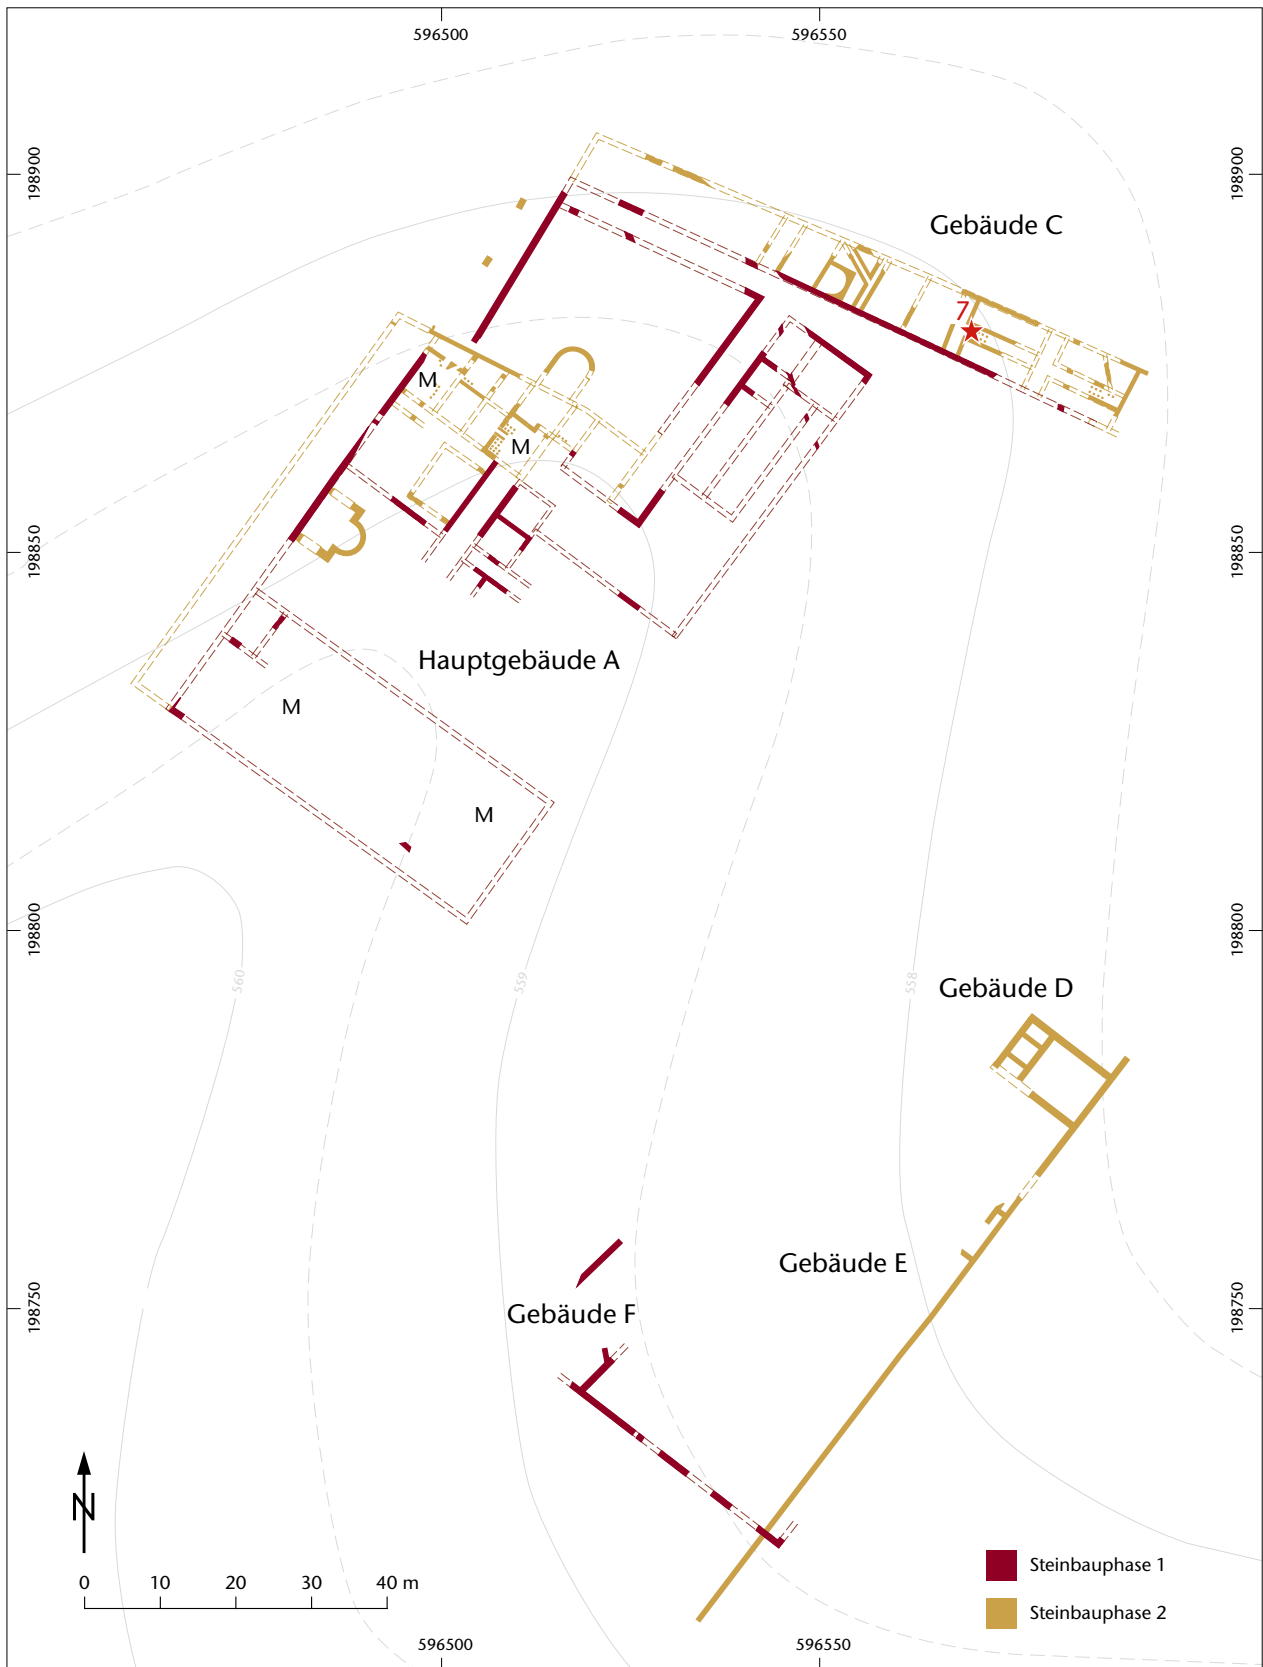 596500 596550
198900 198900
Gebäude C
7
M
M
198850 198850
Hauptgebäude A
M
M
198800 198800
560 559 558
Gebäude D
Gebäude E
198750 198750
Gebäude F
N
0 10 20 30 40 m
Steinbauphase 1
Steinbauphase 2
596500 596550